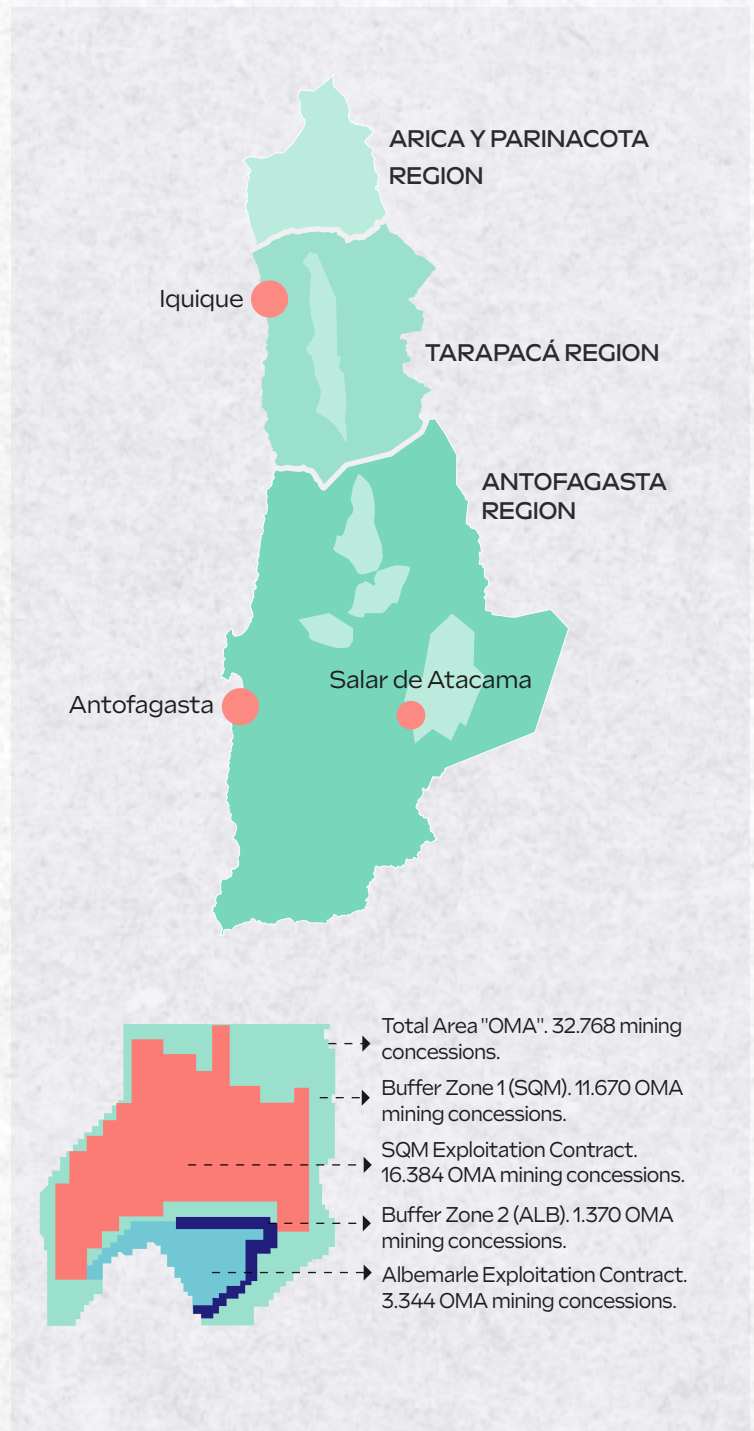 ARICA Y PARINACOTA
REGION
Iquique
TARAPACÁ REGION
ANTOFAGASTA
REGION
Salar de Atacama
Antofagasta
Total Area "OMA". 32.768 mining
concessions.
Buffer Zone 1 (SQM). 11.670 OMA
mining concessions.
SQM Exploitation Contract.
16.384 OMA mining concessions.
Buffer Zone 2 (ALB). 1.370 OMA
mining concessions.
Albemarle Exploitation Contract.
3.344 OMA mining concessions.